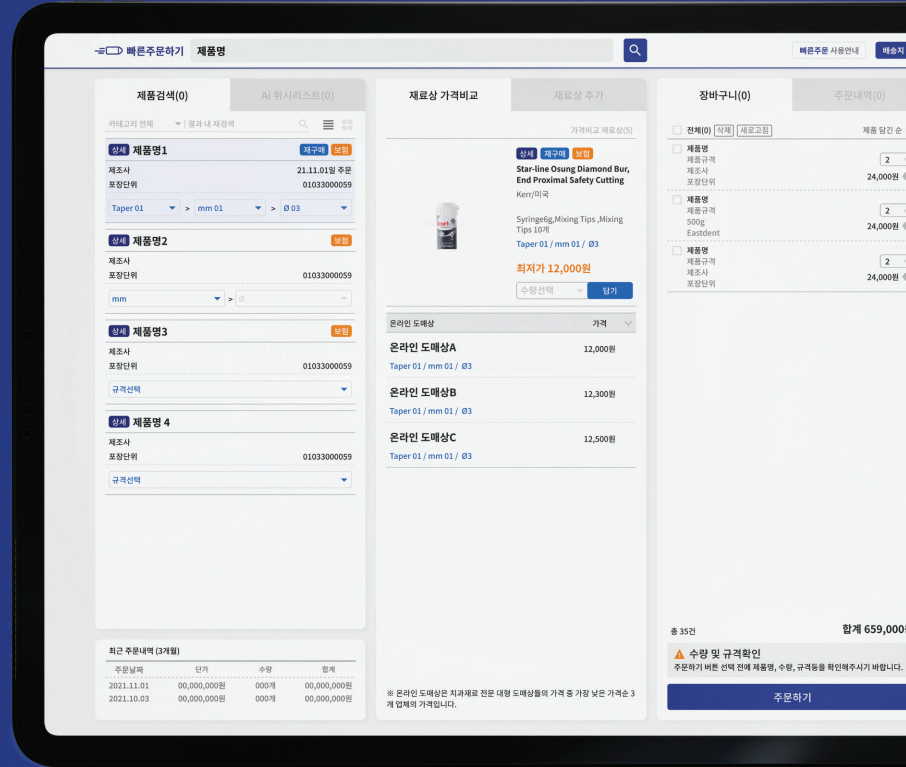 빠른주문하기 제품명
빠른주문 사용안내
배송지
제품검색(0)
Ai 위시리스트(0)
카테고리 전체
결과 내 재검색
상세 제품명1 재구매 보험
제조사 21.11.01일 주문
포장단위 01033000059
Taper 01 > mm 01 > Ø 03
상세 제품명2 보험
제조사
포장단위 01033000059
mm > Ø
상세 제품명3 보험
제조사
포장단위 01033000059
규격선택
상세 제품명 4
제조사
포장단위 01033000059
규격선택
최근 주문내역 (3개월)
주문날짜 단가 수량 합계
2021.11.01 00,000,000원 000개 00,000,000원
2021.10.03 00,000,000원 000개 00,000,000원
재료상 가격비교
재료상 추가
가격비교 재료상(5)
상세 재구매 보험
Star-line Osung Diamond Bur,
End Proximal Safety Cutting
Kerr/미국
Syringe6g,Mixing Tips ,Mixing
Tips 10개
Taper 01 / mm 01 / Ø3
최저가 12,000원
수량선택 담기
온라인 도매상 가격
온라인 도매상A 12,000원
Taper 01 / mm 01 / Ø3
온라인 도매상B 12,300원
Taper 01 / mm 01 / Ø3
온라인 도매상C 12,500원
Taper 01 / mm 01 / Ø3
※ 온라인 도매상은 치과재료 전문 대형 도매상들의 가격 중 가장 낮은 가격순 3
개 업체의 가격입니다.
장바구니(0)
주문내역(0)
전체(0) 삭제 새로고침 제품 담긴 순
제품명
제품규격 2
제조사 24,000원
포장단위
제품명
제품규격 2
500g 24,000원
Eastdent
제품명
제품규격 2
제조사 24,000원
포장단위
총 35건 합계 659,000원
수량 및 규격확인
주문하기 버튼 선택 전에 제품명, 수량, 규격등을 확인해주시기 바랍니다.
주문하기